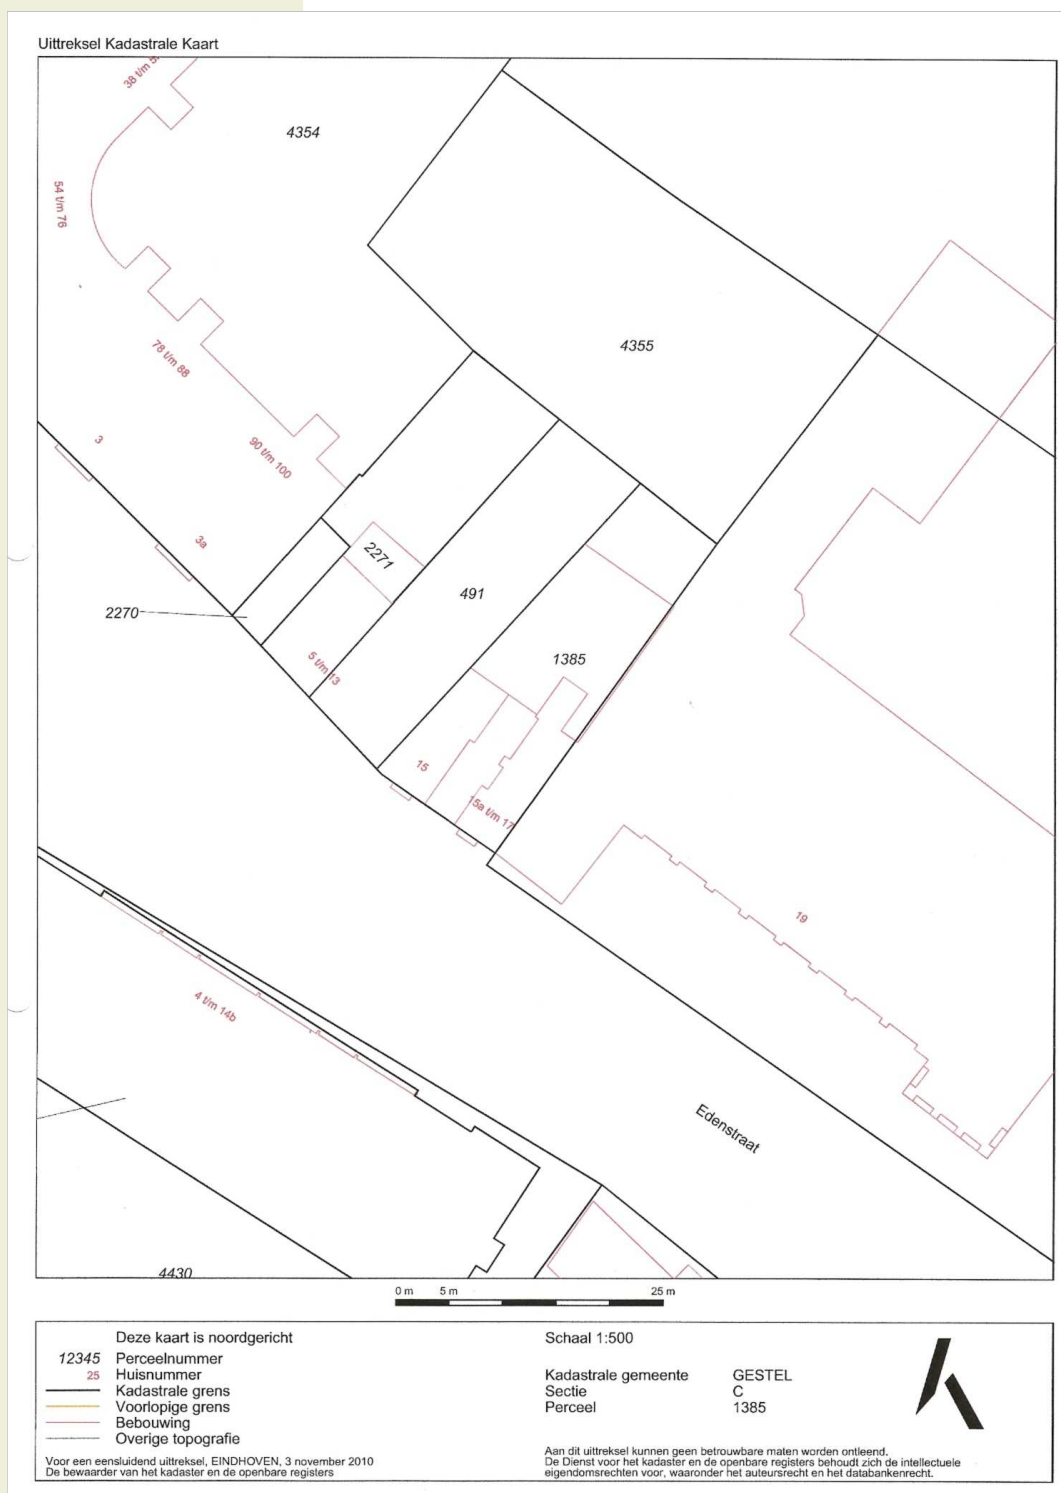 Uittreksel Kadastrale Kaart
38 t/m 5
4354
54 t/m 76
4355
78 t/m 88
3
90 t/m 100
3a
2271
491
2270
5 t/m 13
1385
15
15a t/m 17
19
4 t/m 14b
Edenstraat
4430
0 m 5 m 25 m
Deze kaart is noordgericht
12345 Perceelnummer
25 Huisnummer
Kadastrale grens
Voorlopige grens
Bebouwing
Overige topografie
Voor een eensluidend uittreksel, EINDHOVEN, 3 november 2010
De bewaarder van het kadaster en de openbare registers
Schaal 1:500
Kadastrale gemeente GESTEL
Sectie C
Perceel 1385
Aan dit uittreksel kunnen geen betrouwbare maten worden ontleend.
De Dienst voor het kadaster en de openbare registers behoudt zich de intellectuele
eigendomsrechten voor, waaronder het auteursrecht en het databankenrecht.